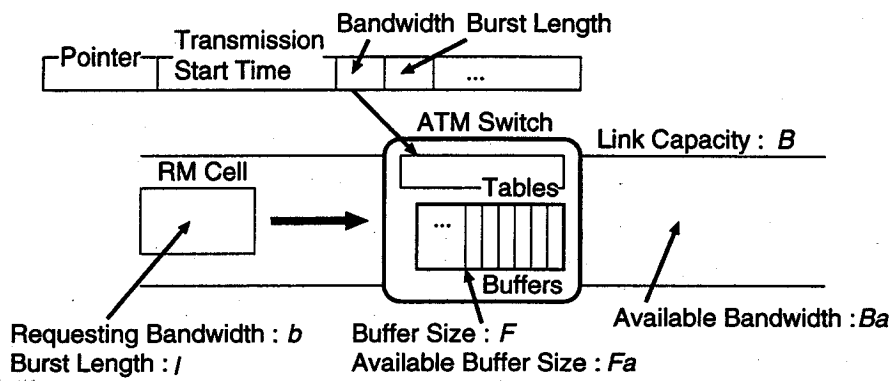 Bandwidth Burst Length
Pointer
Transmission
Start Time
...
ATM Switch
Link Capacity : B
RM Cell
Tables
...
Buffers
Requesting Bandwidth : b
Burst Length : l
Buffer Size : F
Available Buffer Size : Fa
Available Bandwidth : Ba